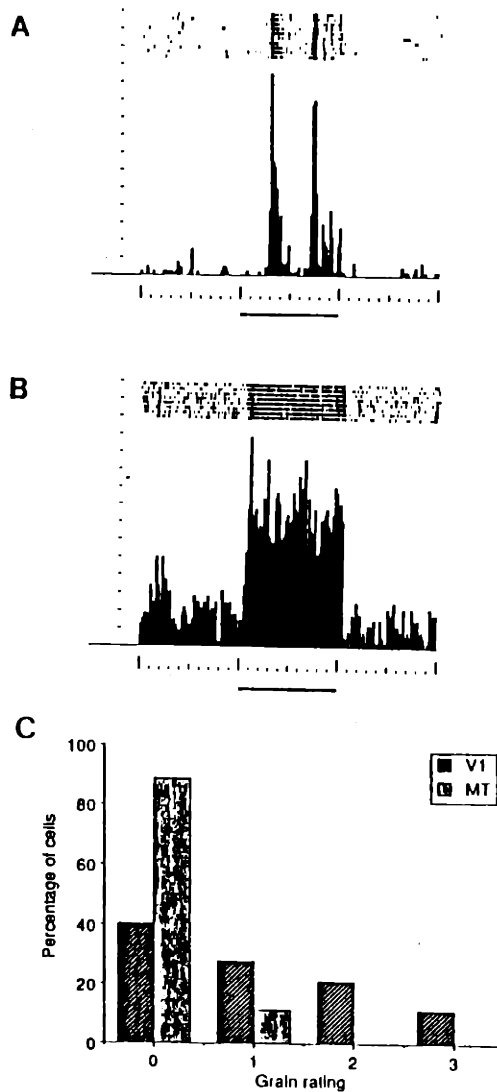 A
B
C
V1
MT
100
80
60
40
20
0
Percentage of cells
0 1 2 3
Grain rating